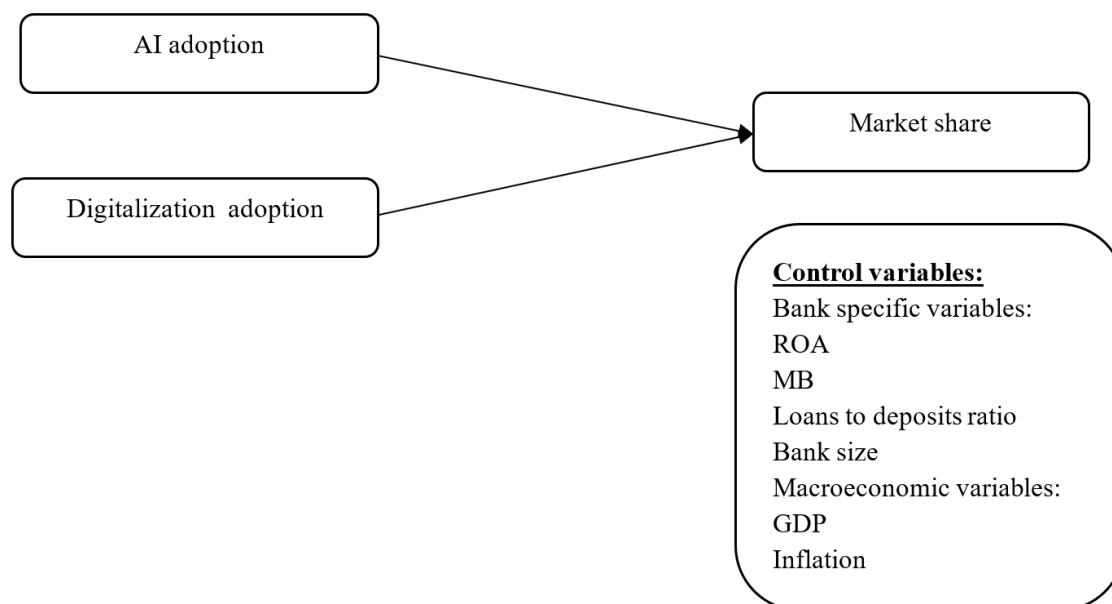 AI adoption
Market share
Digitalization adoption
Control variables:
Bank specific variables:
ROA
MB
Loans to deposits ratio
Bank size
Macroeconomic variables:
GDP
Inflation